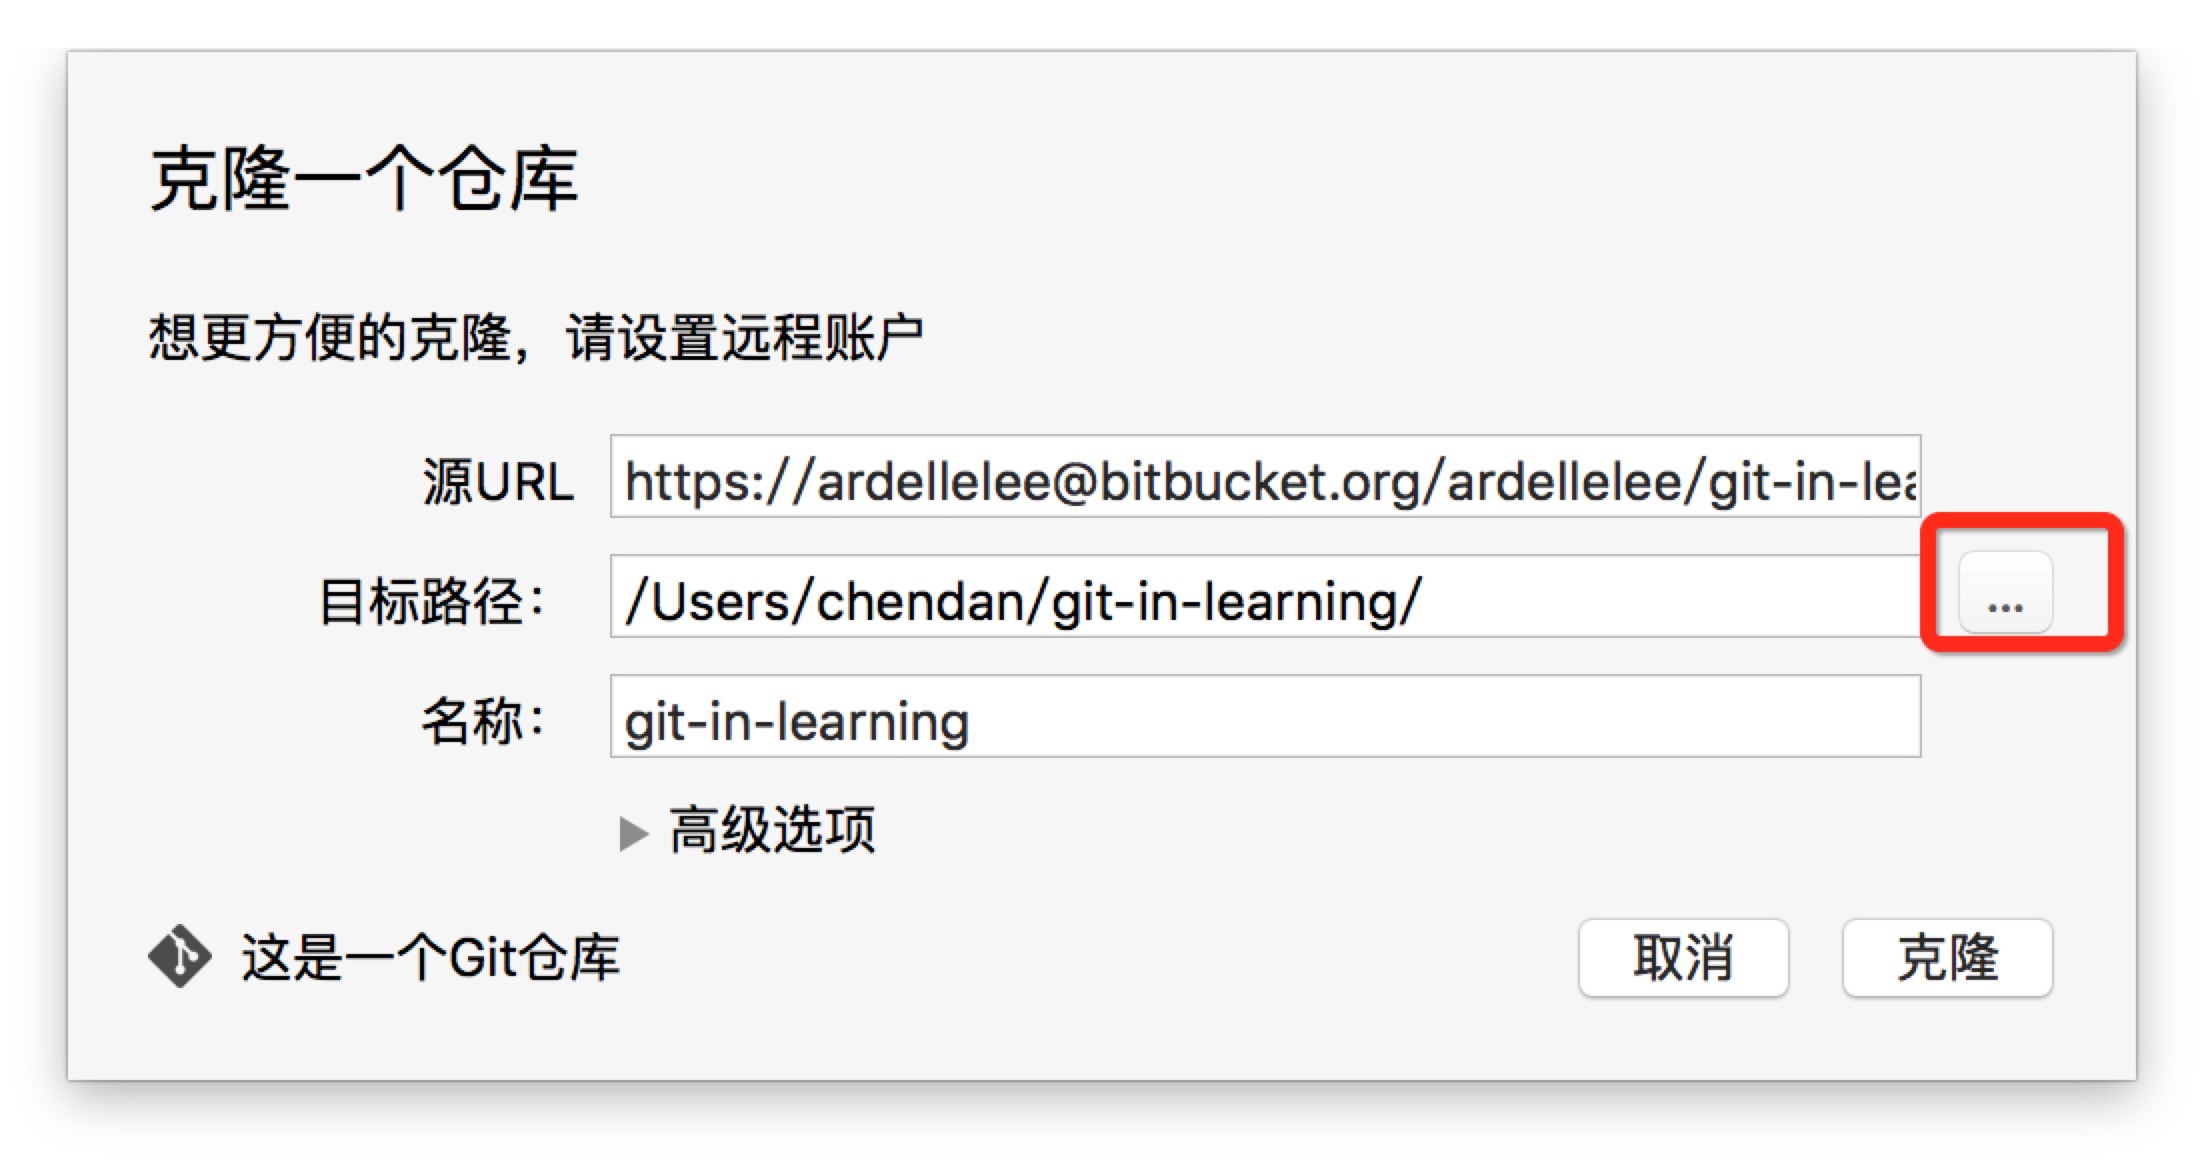 克隆一个仓库
想更方便的克隆，请设置远程账户
源URL https://ardellelee@bitbucket.org/ardellelee/git-in-lea
目标路径： /Users/chendan/git-in-learning/ ...
名称： git-in-learning
高级选项
这是一个Git仓库 取消 克隆